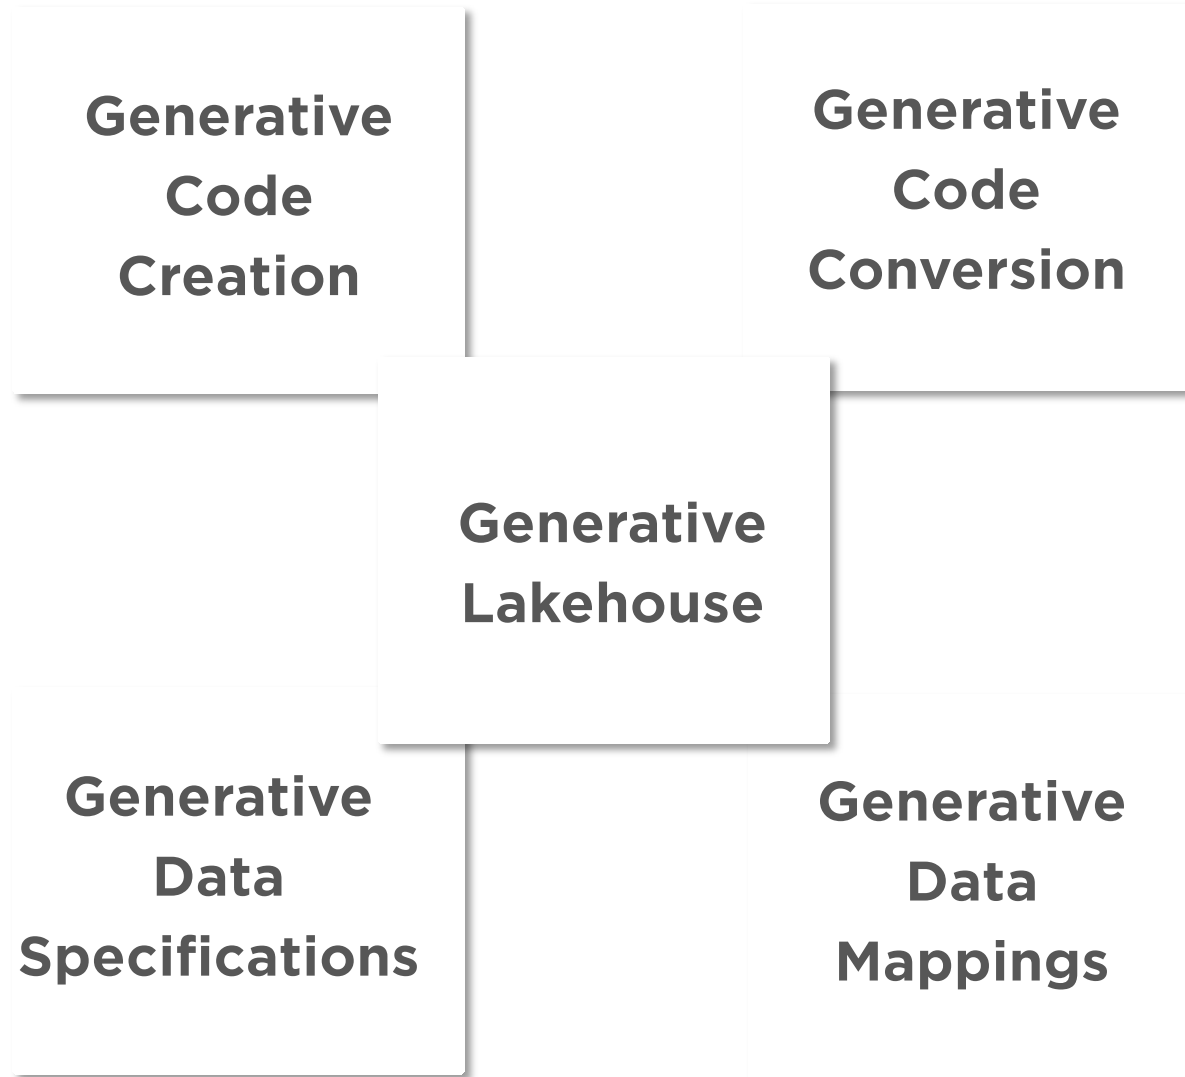 Generative
Code
Creation
Generative
Code
Conversion
Generative
Lakehouse
Generative
Data
Specifications
Generative
Data
Mappings